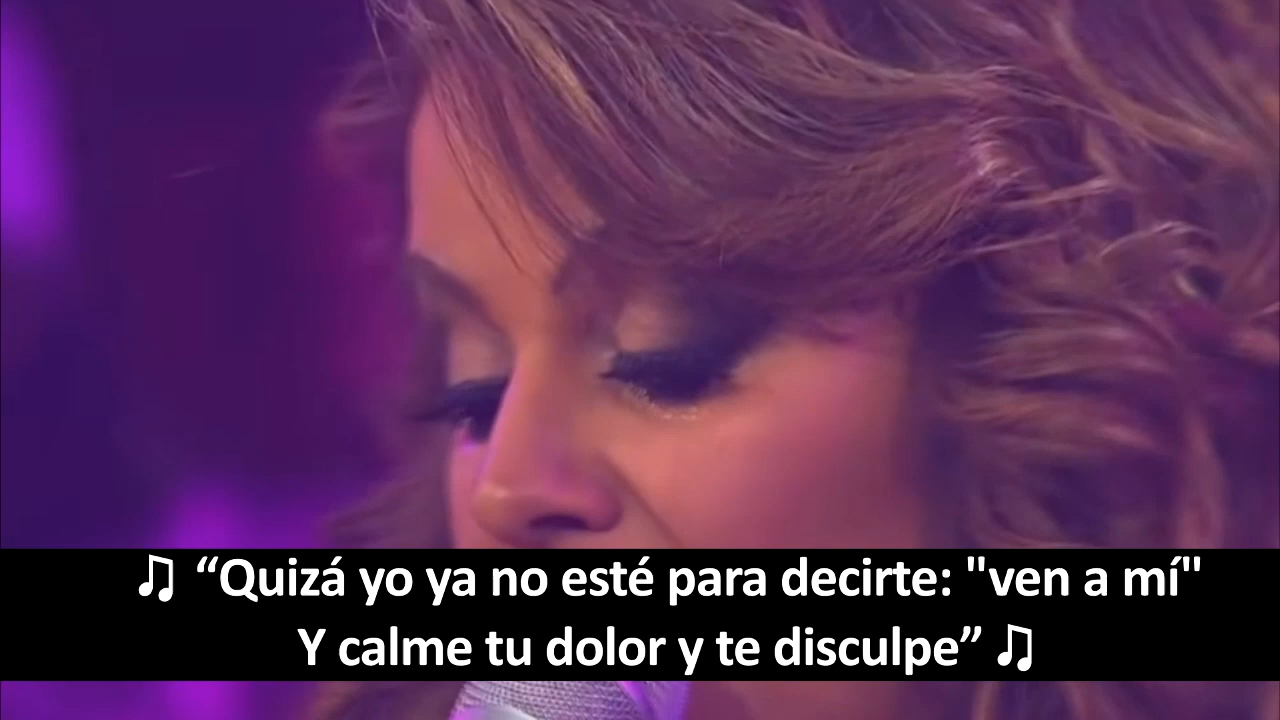 ♫ “Quizá yo ya no esté para decirte: "ven a mí"
Y calme tu dolor y te disculpe” ♫